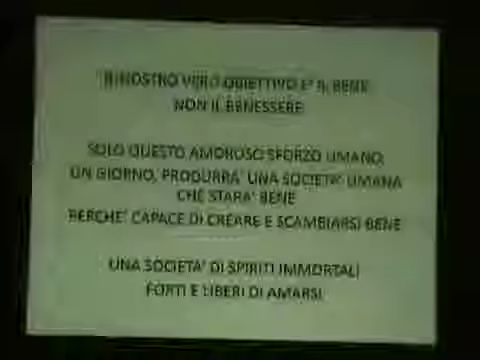 IL NOSTRO VERO OBIETTIVO E' IL BENE
NON IL BENESSERE
SOLO QUESTO AMOROSO SFORZO UMANO,
UN GIORNO, PRODURRA' UNA SOCIETA' UMANA
CHE STARA' BENE
PERCHE' CAPACE DI CREARE E SCAMBIARSI BENE
UNA SOCIETA' DI SPIRITI IMMORTALI
FORTI E LIBERI DI AMARSI